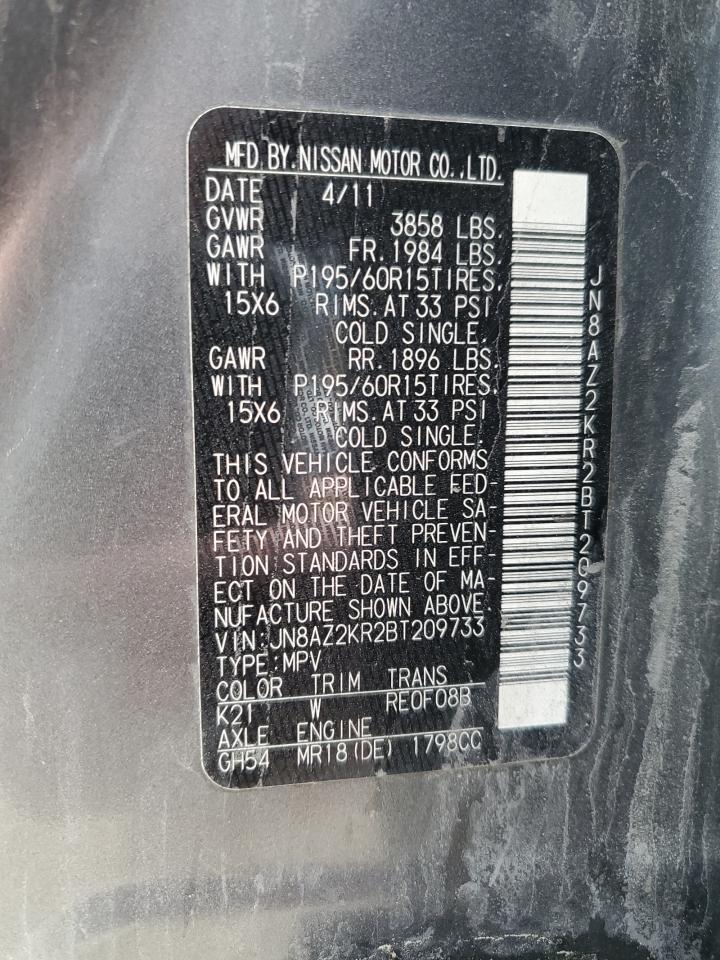 MFD.BY.NISSAN MOTOR CO.,LTD.
DATE 4/11
GVWR 3858 LBS.
GAWR FR.1984 LBS.
WITH P195/60R15TIRES.
15X6 RIMS.AT 33 PSI
COLD SINGLE.
GAWR RR.1896 LBS.
WITH P195/60R15TIRES.
15X6 RIMS.AT 33 PSI
COLD SINGLE.
THIS VEHICLE CONFORMS
TO ALL APPLICABLE FED-
ERAL MOTOR VEHICLE SA-
FETY AND THEFT PREVEN-
TION STANDARDS IN EFF-
ECT ON THE DATE OF MA-
NUFACTURE SHOWN ABOVE.
VIN:JN8AZ2KR2BT209733
TYPE:MPV
COLOR TRIM TRANS
K21 W RE0F08B
AXLE ENGINE
GH54 MR18(DE) 1798CC
JN8AZ2KR2BT209733